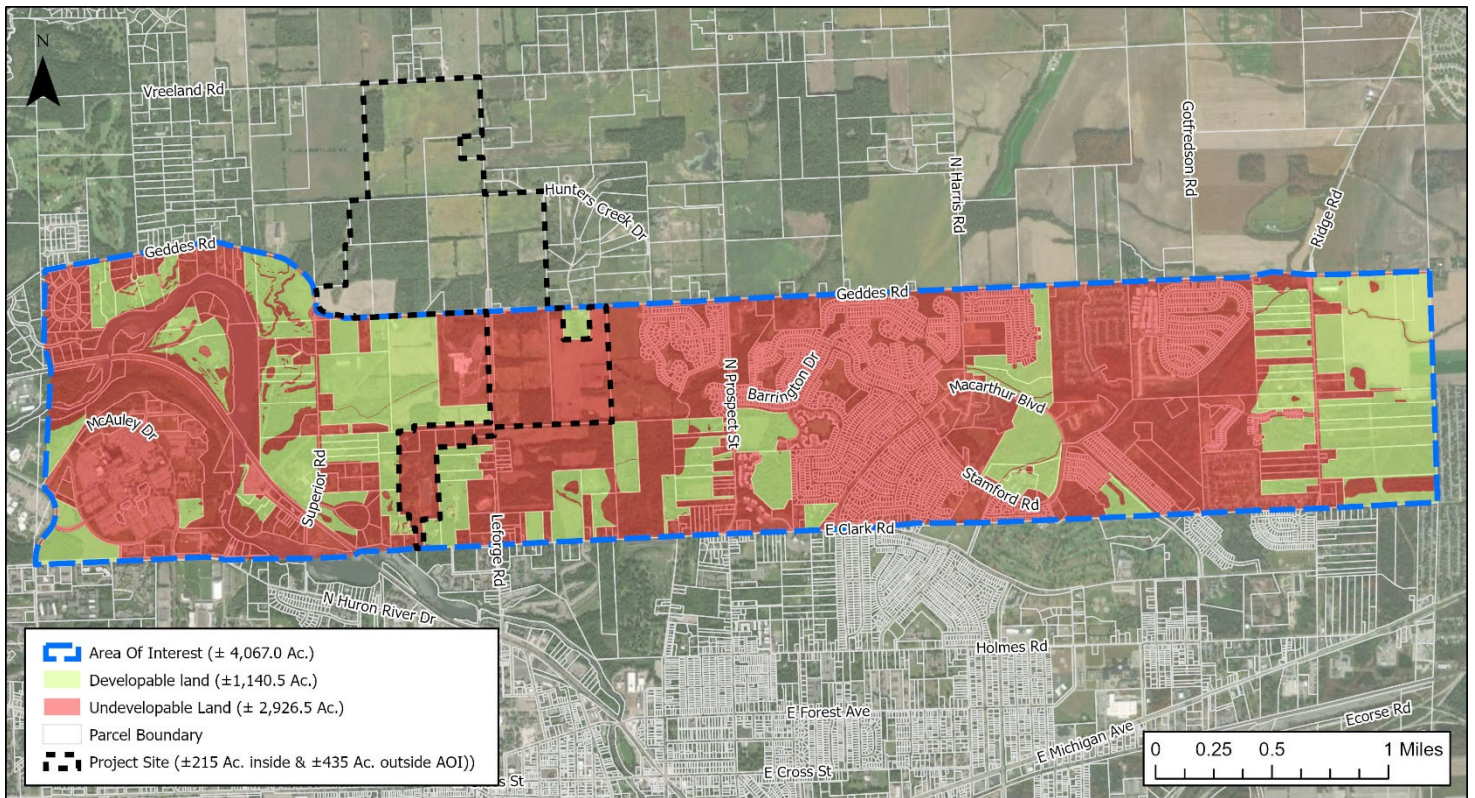 N
Vreeland Rd
Gotfredson Rd
N Harris Rd
Hunters Creek Dr
Ridge Rd
Geddes Rd
Geddes Rd
Barrington Dr
N Prospect St
Macarthur Blvd
McAuley Dr
Superior Rd
Stamford Rd
Leforge Rd
E Clark Rd
N Huron River Dr
Holmes Rd
E Forest Ave
Ecorse Rd
E Michigan Ave
E Cross St
St
Area Of Interest (± 4,067.0 Ac.)
Developable land (±1,140.5 Ac.)
Undevelopable Land (± 2,926.5 Ac.)
Parcel Boundary
Project Site (±215 Ac. inside & ±435 Ac. outside AOI))
0 0.25 0.5 1 Miles